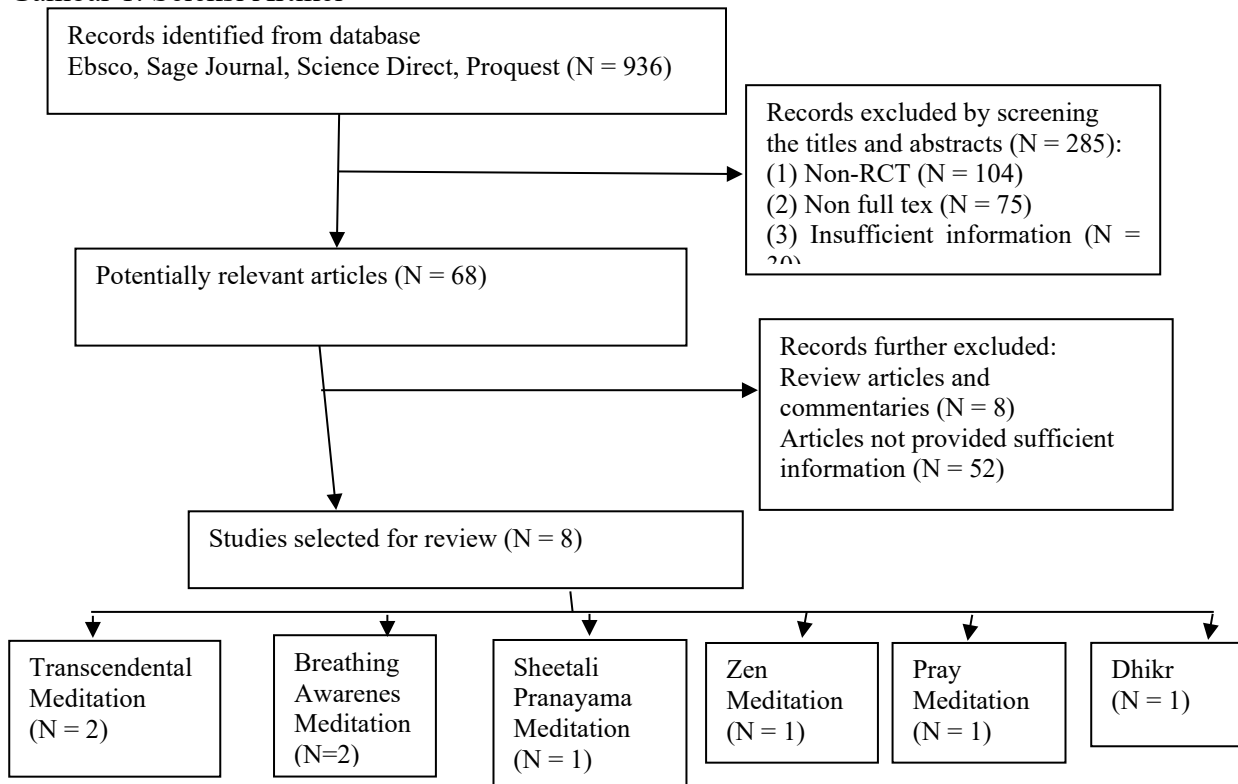 Records identified from database
Ebsco, Sage Journal, Science Direct, Proquest (N = 936)
Records excluded by screening
the titles and abstracts (N = 285):
(1) Non-RCT (N = 104)
(2) Non full tex (N = 75)
(3) Insufficient information (N =
30)
Potentially relevant articles (N = 68)
Records further excluded:
Review articles and
commentaries (N = 8)
Articles not provided sufficient
information (N = 52)
Studies selected for review (N = 8)
Transcendental
Meditation
(N = 2)
Breathing
Awarenes
Meditation
(N=2)
Sheetali
Pranayama
Meditation
(N = 1)
Zen
Meditation
(N = 1)
Pray
Meditation
(N = 1)
Dhikr
(N = 1)